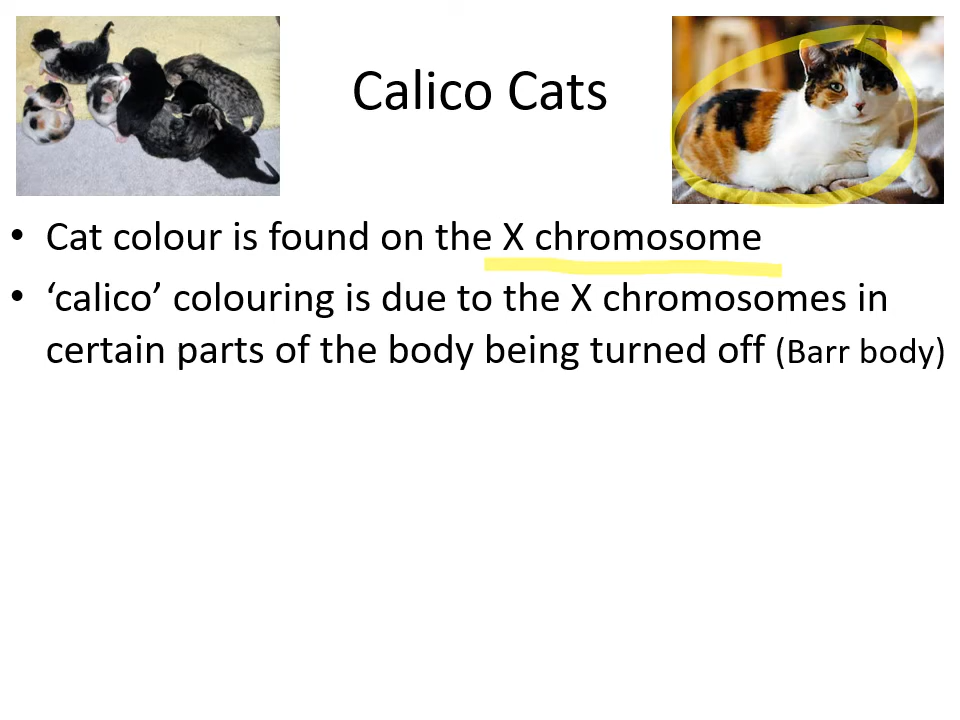 Calico Cats
• Cat colour is found on the X chromosome
• ‘calico’ colouring is due to the X chromosomes in
certain parts of the body being turned off (Barr body)